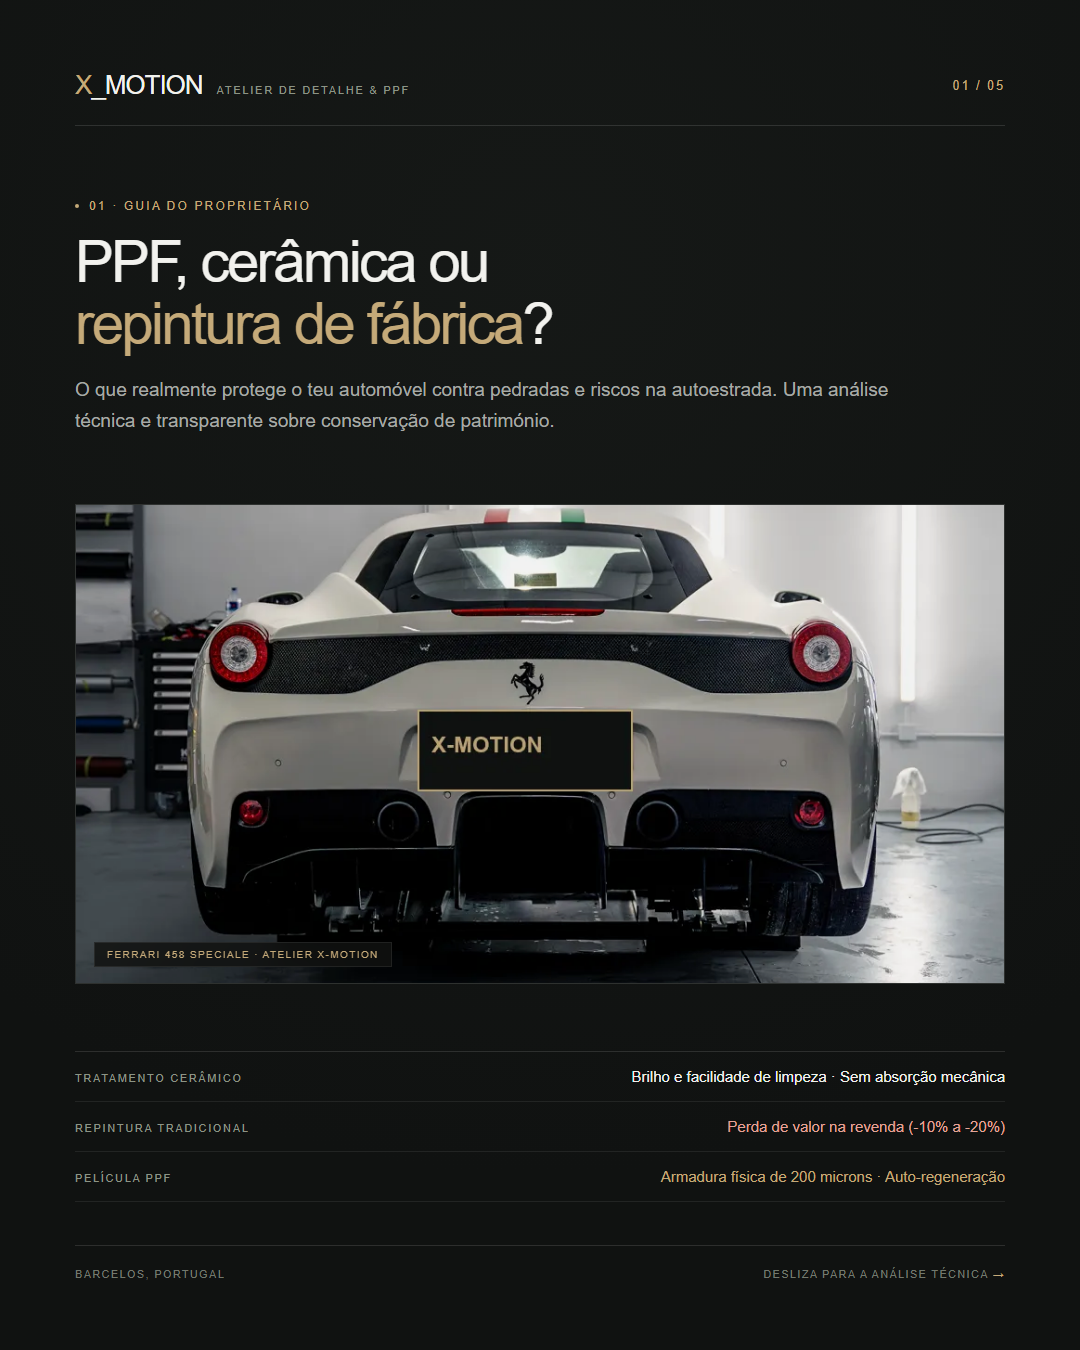 X_MOTION ATELIER DE DETALHE & PPF
01 / 05
• 01 · GUIA DO PROPRIETÁRIO
PPF, cerâmica ou
repintura de fábrica?
O que realmente protege o teu automóvel contra pedradas e riscos na autoestrada. Uma análise
técnica e transparente sobre conservação de património.
X-MOTION
FERRARI 458 SPECIALE · ATELIER X-MOTION
TRATAMENTO CERÂMICO
Brilho e facilidade de limpeza · Sem absorção mecânica
REPINTURA TRADICIONAL
Perda de valor na revenda (-10% a -20%)
PELÍCULA PPF
Armadura física de 200 microns · Auto-regeneração
BARCELOS, PORTUGAL
DESLIZA PARA A ANÁLISE TÉCNICA →